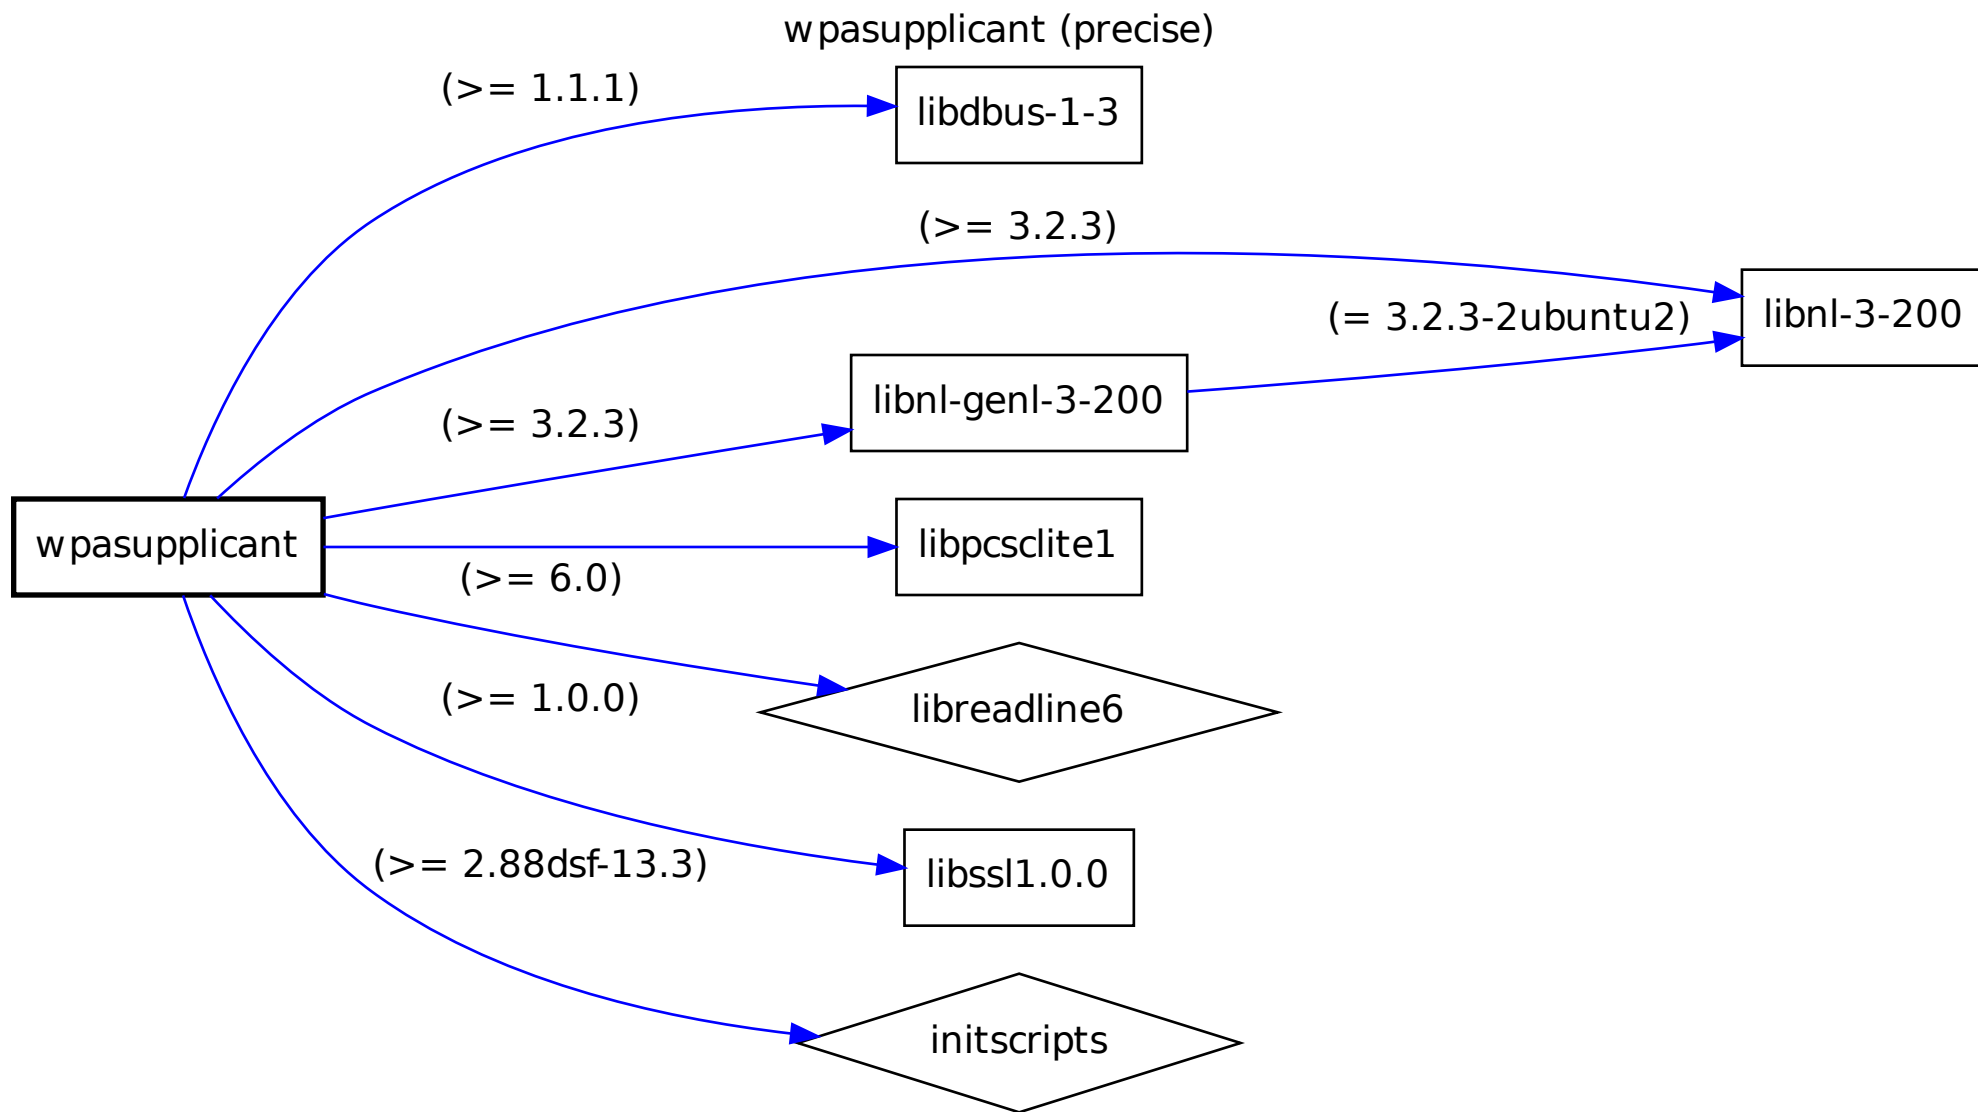 wpasupplicant (precise)
(>= 1.1.1)
libdbus-1-3
(>= 3.2.3)
(= 3.2.3-2ubuntu2)
libnl-3-200
libnl-genl-3-200
(>= 3.2.3)
wpasupplicant
libpcsclite1
(>= 6.0)
libreadline6
(>= 1.0.0)
libssl1.0.0
(>= 2.88dsf-13.3)
initscripts